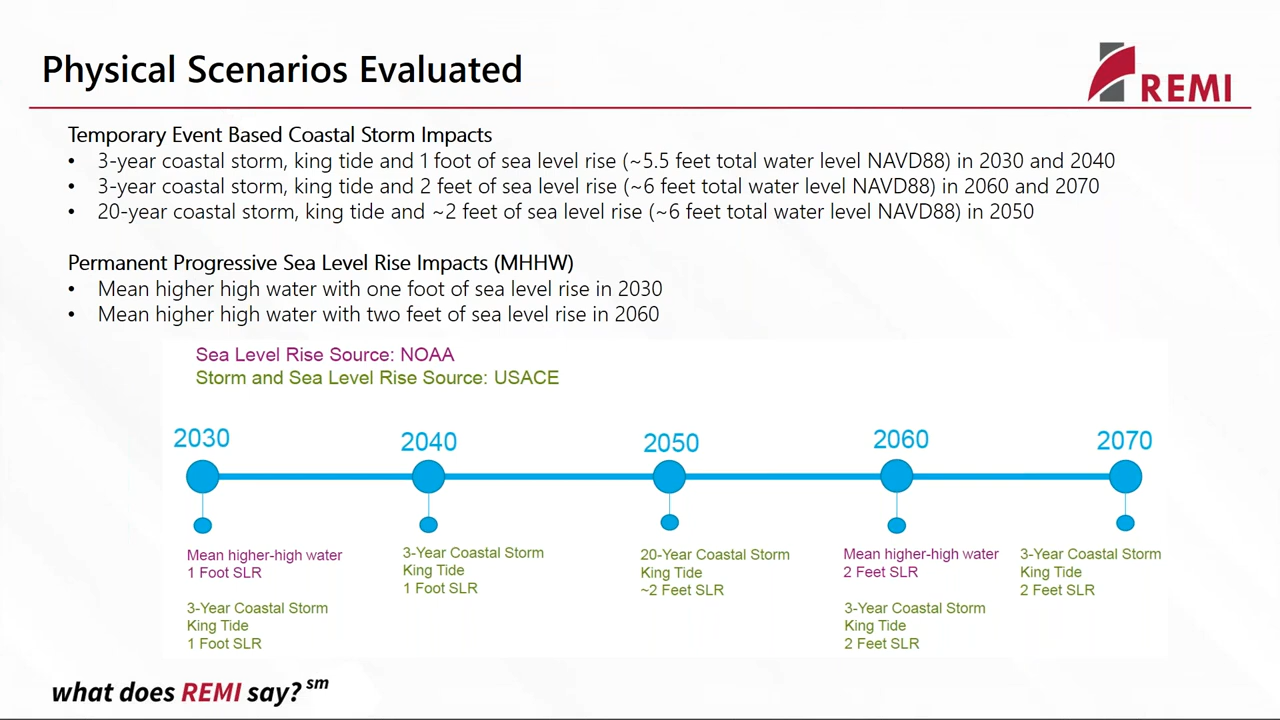 Physical Scenarios Evaluated
REMI
Temporary Event Based Coastal Storm Impacts
• 3-year coastal storm, king tide and 1 foot of sea level rise (~5.5 feet total water level NAVD88) in 2030 and 2040
• 3-year coastal storm, king tide and 2 feet of sea level rise (~6 feet total water level NAVD88) in 2060 and 2070
• 20-year coastal storm, king tide and ~2 feet of sea level rise (~6 feet total water level NAVD88) in 2050
Permanent Progressive Sea Level Rise Impacts (MHHW)
• Mean higher high water with one foot of sea level rise in 2030
• Mean higher high water with two feet of sea level rise in 2060
Sea Level Rise Source: NOAA
Storm and Sea Level Rise Source: USACE
2030
2040
2050
2060
2070
Mean higher-high water
1 Foot SLR
3-Year Coastal Storm
King Tide
1 Foot SLR
3-Year Coastal Storm
King Tide
1 Foot SLR
20-Year Coastal Storm
King Tide
~2 Feet SLR
Mean higher-high water
2 Feet SLR
3-Year Coastal Storm
King Tide
2 Feet SLR
3-Year Coastal Storm
King Tide
2 Feet SLR
what does REMI say? sm